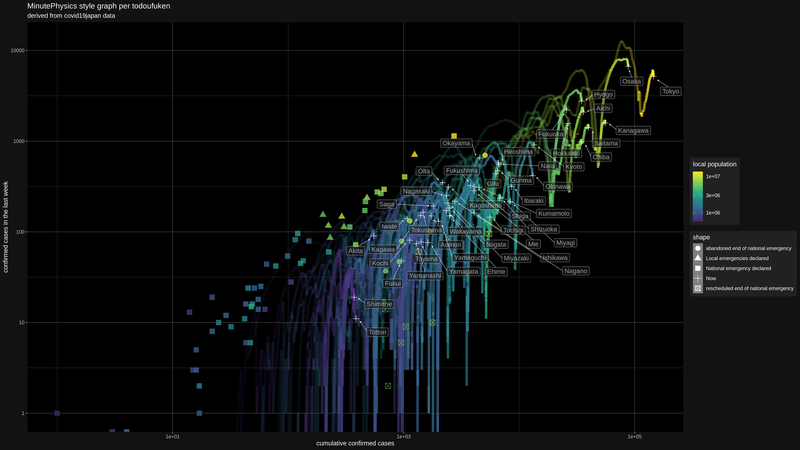 MinutePhysics style graph per todoufuken
derived from covid19japan data
confirmed cases in the last week
10000
1000
100
10
1
Osaka
Tokyo
Hyogo
Aichi
Kanagawa
Fukuoka
Saitama
Okayama
Hiroshima
Hokkaido
Chiba
Nara
Kyoto
Oita
Fukushima
Gifu
Gunma
Okinawa
Nagasaki
Ibaraki
Saga
Kagoshima
Kumamoto
Shiga
Iwate
Tokushima
Wakayama
Tochigi
Shizuoka
Akita
Kagawa
Aomori
Niigata
Mie
Miyagi
Kochi
Toyama
Yamaguchi
Miyazaki
Ishikawa
Fukui
Yamanashi
Yamagata
Ehime
Nagano
Shimane
Tottori
1e+01
1e+03
1e+05
cumulative confirmed cases
local population
1e+07
3e+06
1e+06
shape
abandoned end of national emergency
Local emergencies declared
National emergency declared
Now
rescheduled end of national emergency